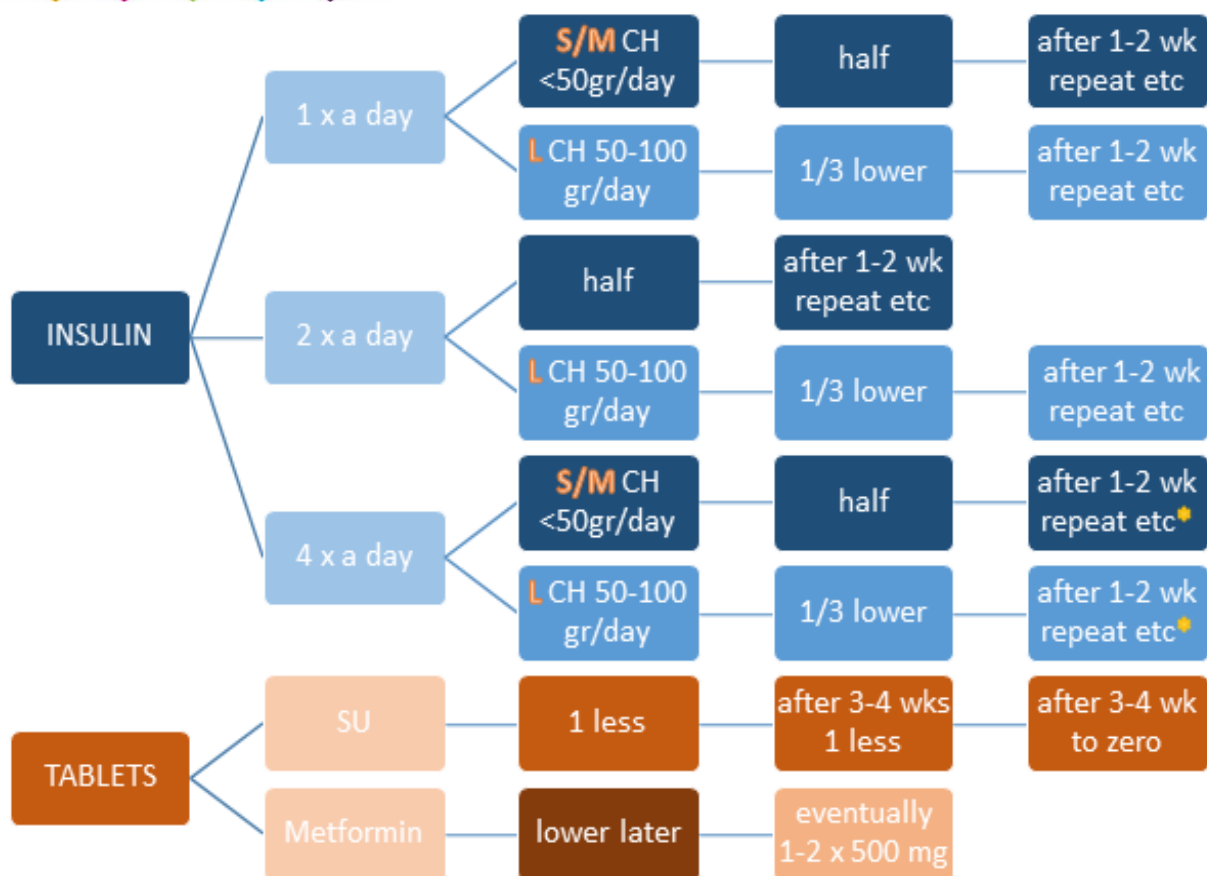 S/M CH
<50gr/day
half
after 1-2 wk
repeat etc
1 x a day
L CH 50-100
gr/day
1/3 lower
after 1-2 wk
repeat etc
half
after 1-2 wk
repeat etc
INSULIN
2 x a day
L CH 50-100
gr/day
1/3 lower
after 1-2 wk
repeat etc
S/M CH
<50gr/day
half
after 1-2 wk
repeat etc*
4 x a day
L CH 50-100
gr/day
1/3 lower
after 1-2 wk
repeat etc*
SU
1 less
after 3-4 wks
1 less
after 3-4 wk
to zero
TABLETS
Metformin
lower later
eventually
1-2 x 500 mg